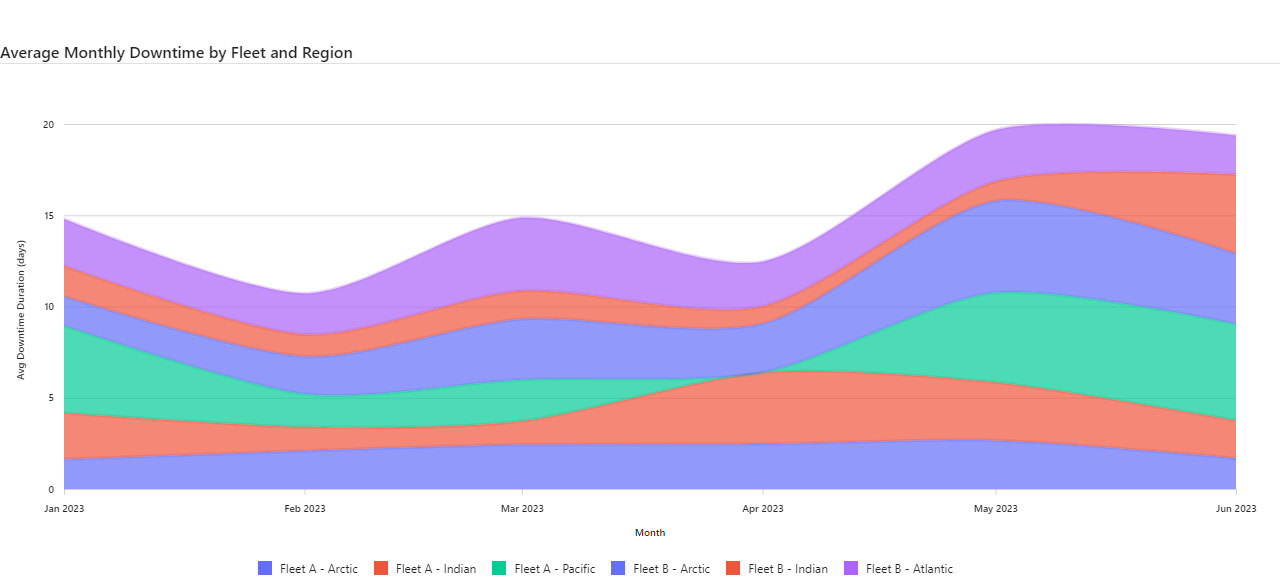 Average Monthly Downtime by Fleet and Region
20
15
10
5
0
Avg Downtime Duration (days)
Jan 2023 Feb 2023 Mar 2023 Apr 2023 May 2023 Jun 2023
Month
Fleet A - Arctic Fleet A - Indian Fleet A - Pacific Fleet B - Arctic Fleet B - Indian Fleet B - Atlantic